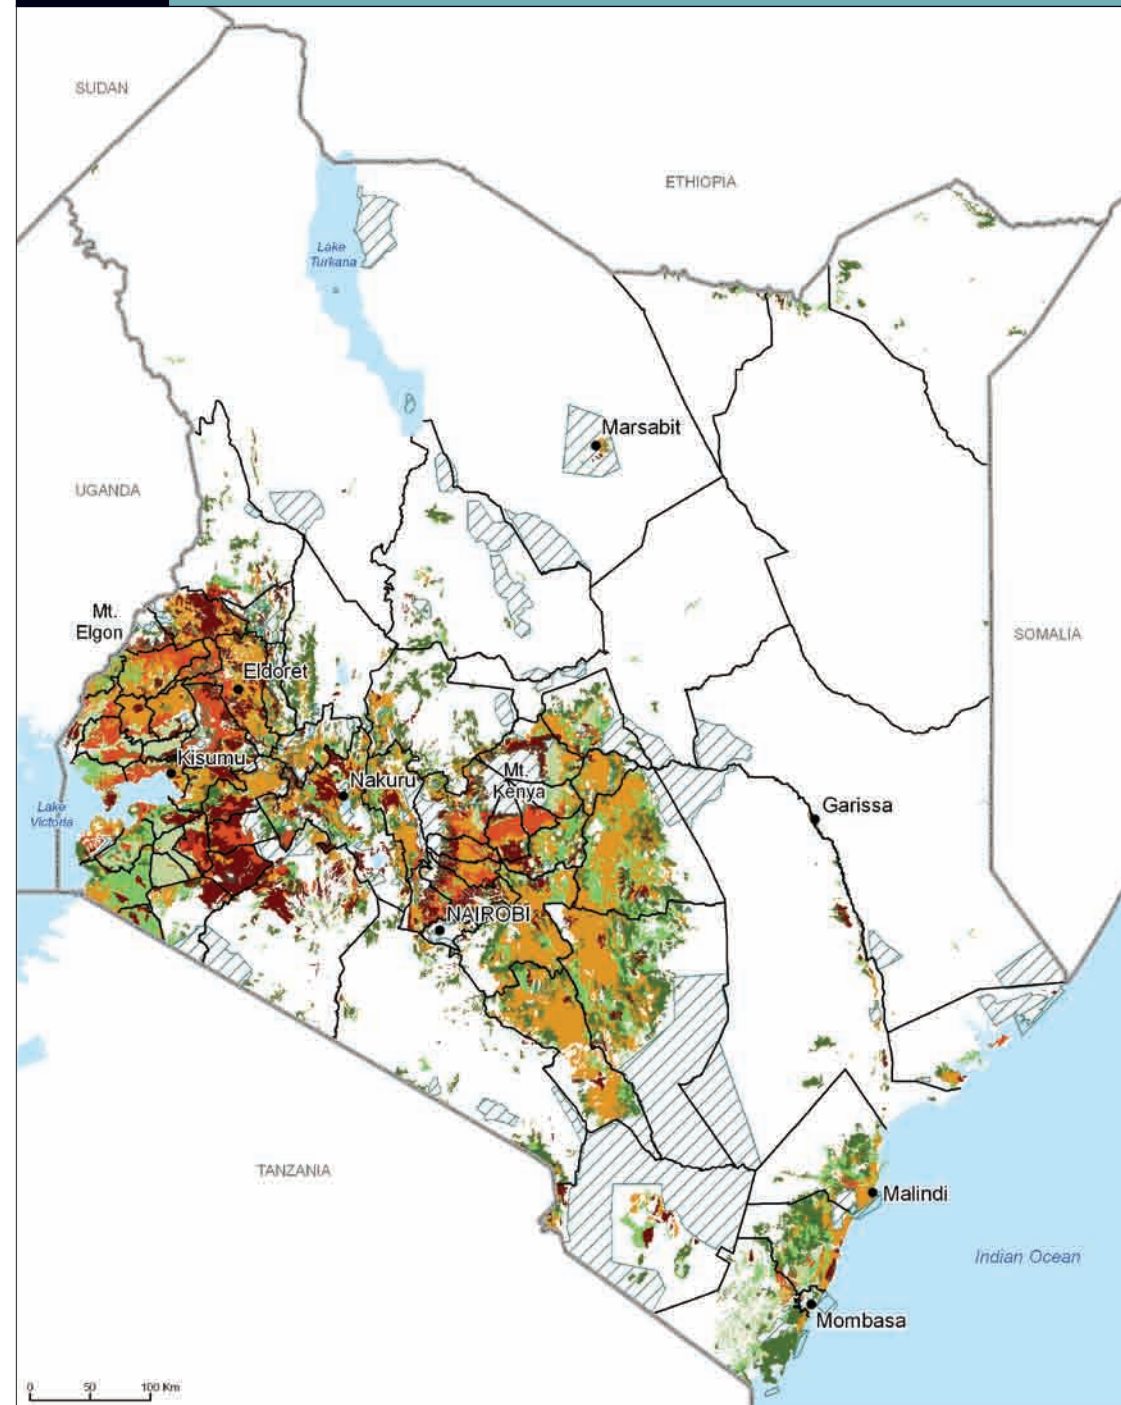 SUDAN
ETHIOPIA
Lake
Turkana
Marsabit
UGANDA
Mt.
Elgon
SOMALIA
Eldoret
Kisumu
Nakuru
Mt.
Kenya
Lake
Victoria
Garissa
NAIROBI
TANZANIA
Malindi
Indian Ocean
Mombasa
0 50 100 Km